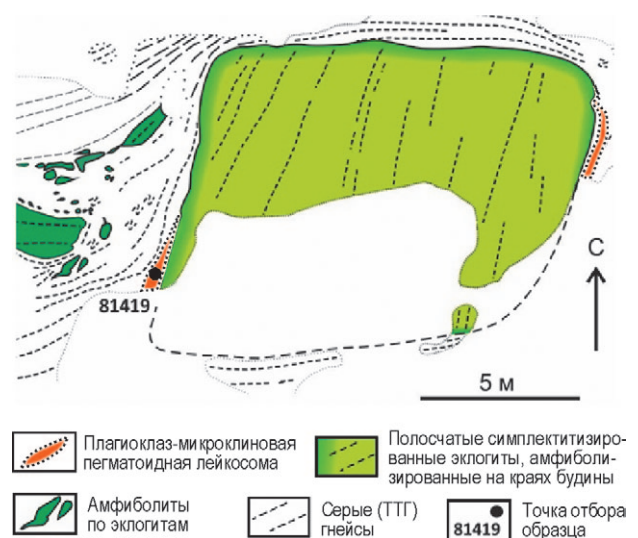 С
81419
5 м
Плагиоклаз-микроклиновая
пегматоидная лейкосома
Полосчатые симплектитизиро-
ванные эклогиты, амфиболи-
зированные на краях будины
Амфиболиты
по эклогитам
Серые (ТТГ)
гнейсы
81419
Точка отбора
образца